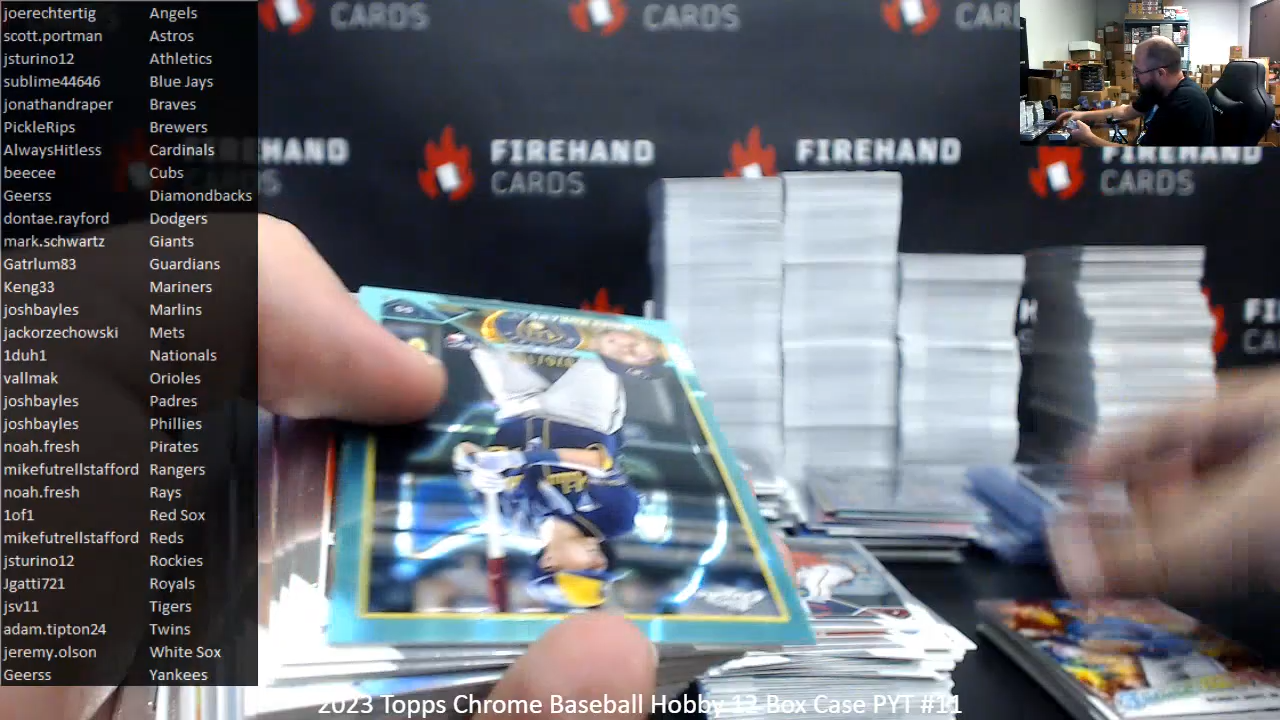 joerechtertig Angels
scott.portman Astros
jsturino12 Athletics
sublime44646 Blue Jays
jonathandraper Braves
PickleRips Brewers
AlwaysHitless Cardinals
beecee Cubs
Geerss Diamondbacks
dontae.rayford Dodgers
mark.schwartz Giants
Gatrlum83 Guardians
Keng33 Mariners
joshbayles Marlins
jackorzechowski Mets
1duh1 Nationals
vallmak Orioles
joshbayles Padres
joshbayles Phillies
noah.fresh Pirates
mikefutrellstafford Rangers
noah.fresh Rays
1of1 Red Sox
mikefutrellstafford Reds
jsturino12 Rockies
Jgatti721 Royals
jsv11 Tigers
adam.tipton24 Twins
jeremy.olson White Sox
Geerss Yankees
CARDS CARDS
FIREHAND FIREHAND
CARDS CARDS
2023 Topps Chrome Baseball Hobby 12 Box Case PYT #11